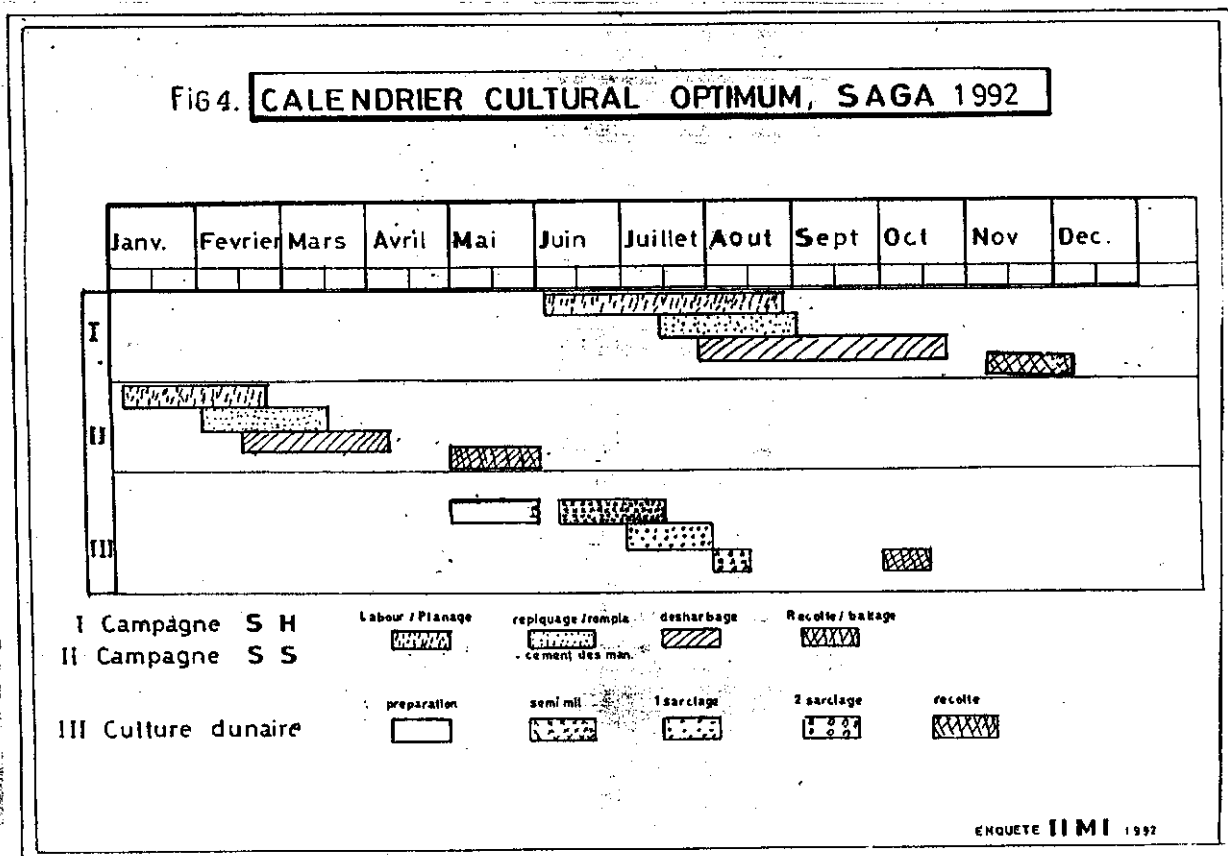 FiG 4. CALENDRIER CULTURAL OPTIMUM, SAGA 1992
Janv. Fevrier Mars Avril Mai Juin Juillet Aout Sept Oct Nov Dec.
I
II
III
I Campagne S H
II Campagne S S
Labour / Planage repiquage /rempla desharbage Recolte / battage
- cement des man.
III Culture dunaire
preparation semi mil 1 sarclage 2 sarclage recolte
ENQUETE IIMI 1992